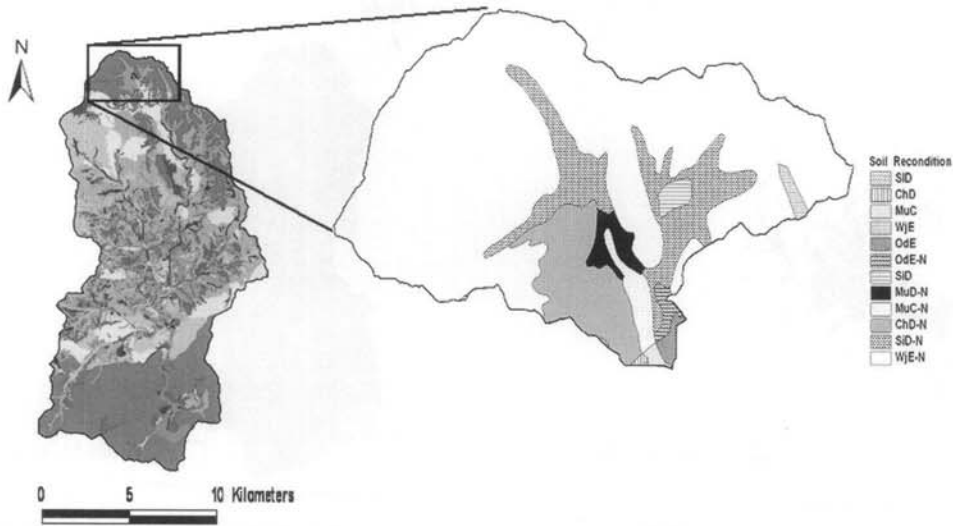 N
Soil Recondition
SID
ChD
MuC
WjE
OdE
OdE-N
SiD
MuD-N
MuC-N
ChD-N
SiD-N
WjE-N
0 5 10 Kilometers